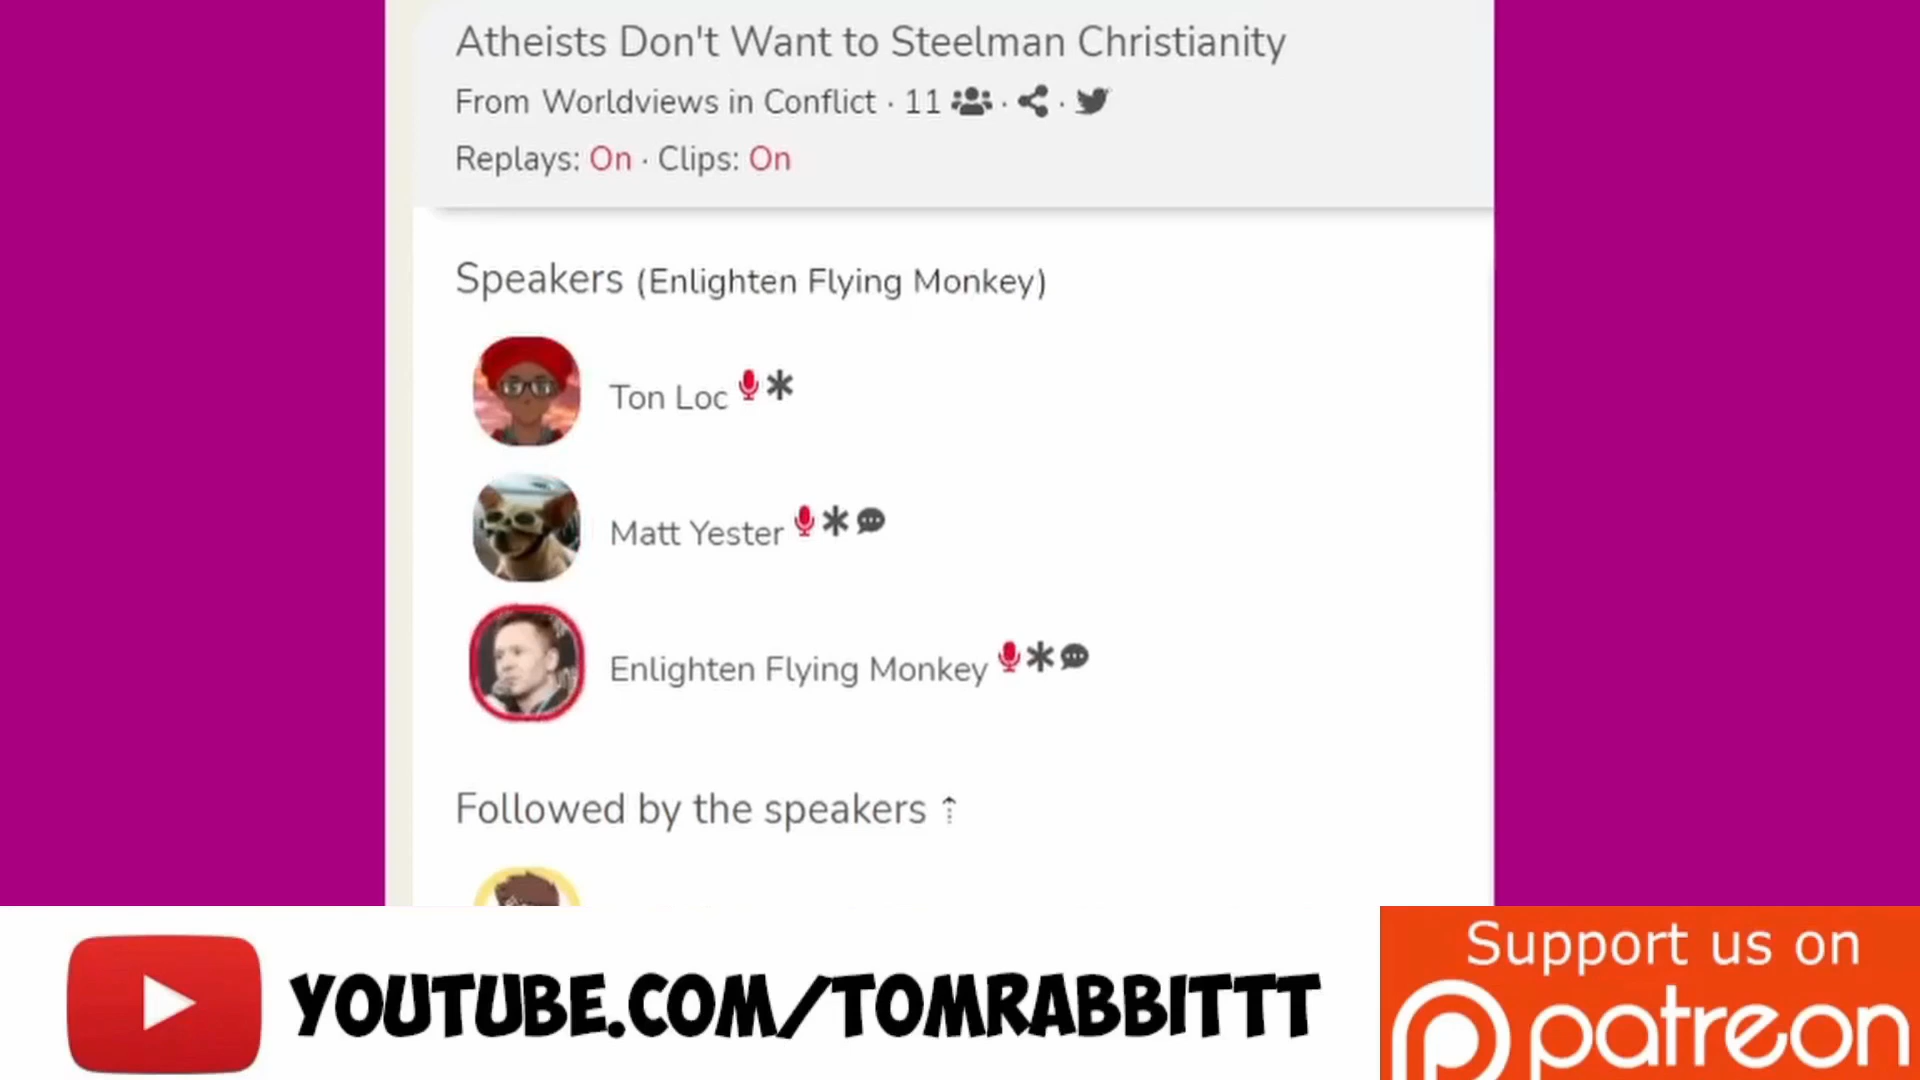 Atheists Don't Want to Steelman Christianity
From Worldviews in Conflict · 11 · ·
Replays: On · Clips: On
Speakers (Enlighten Flying Monkey)
Ton Loc
Matt Yester
Enlighten Flying Monkey
Followed by the speakers
YOUTUBE.COM/TOMRABBITTT
Support us on
patreon